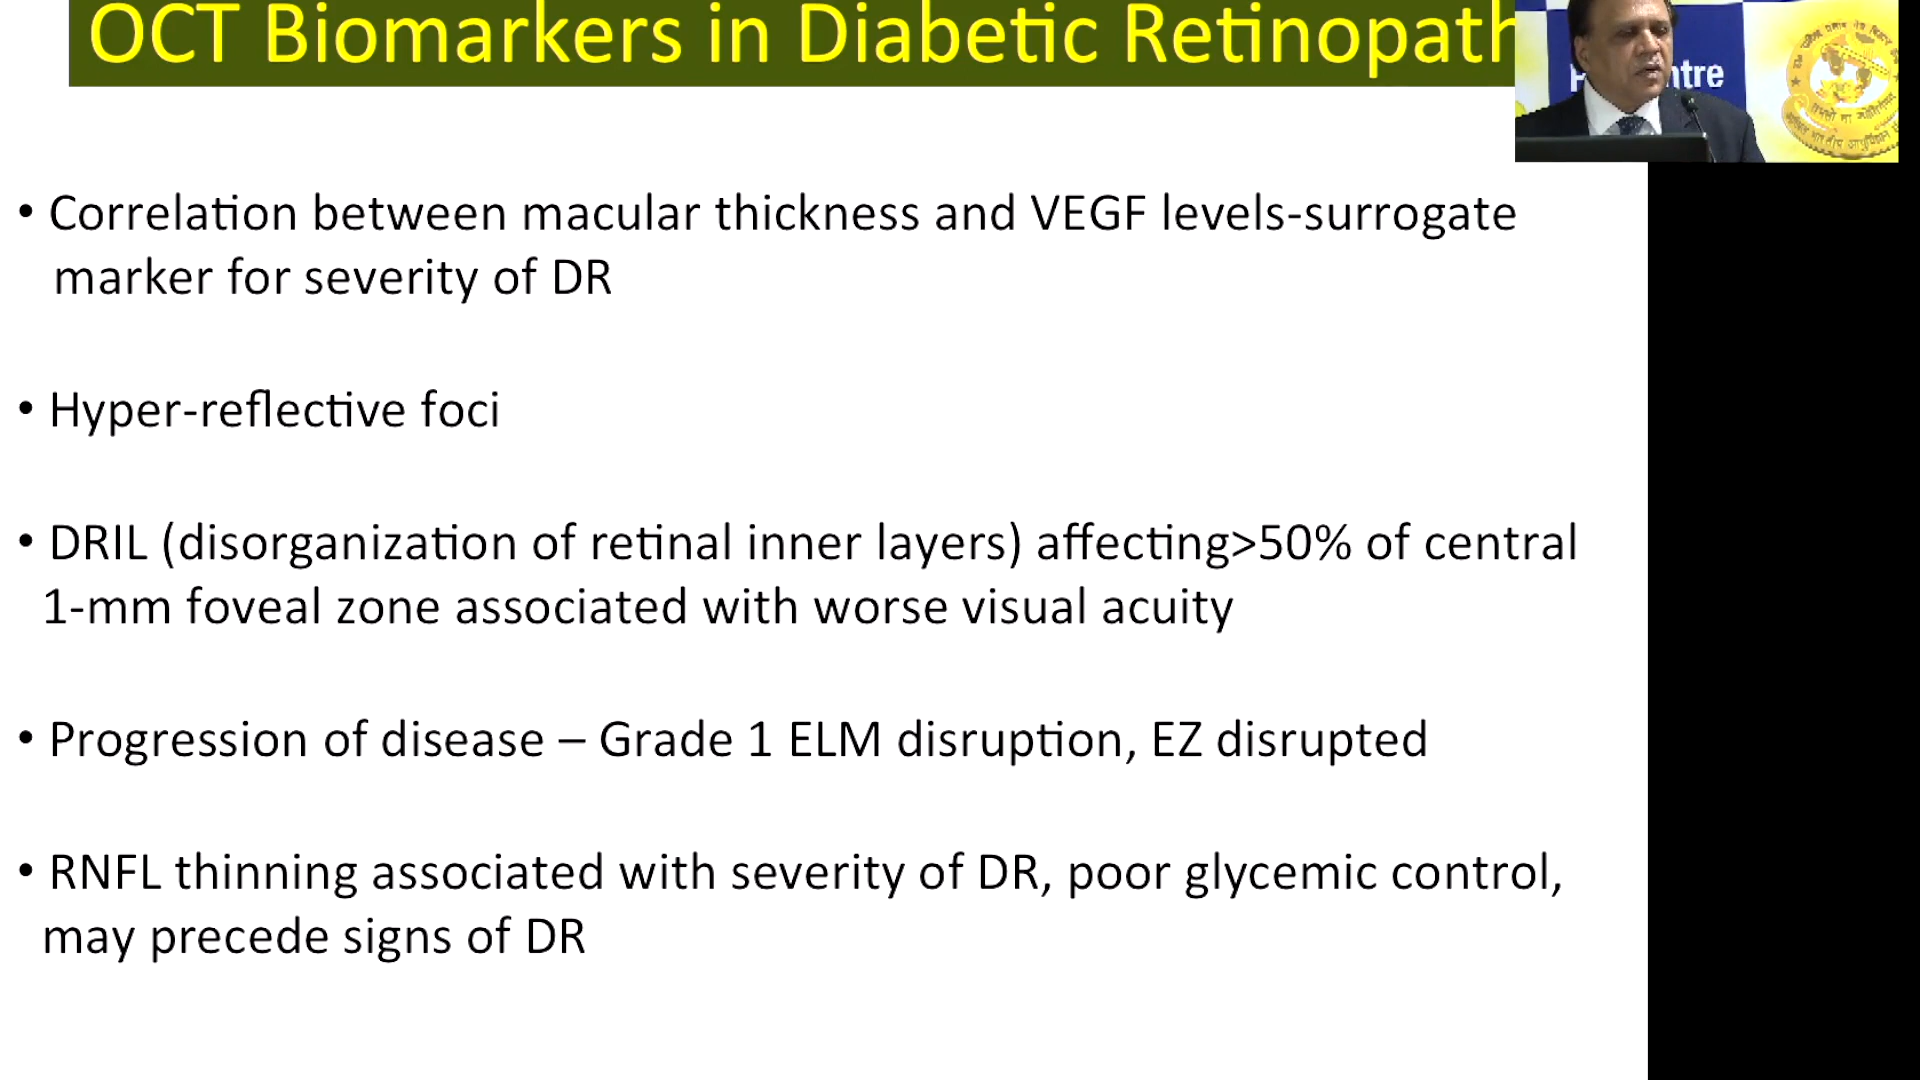 OCT Biomarkers in Diabetic Retinopath
ntre
• Correlation between macular thickness and VEGF levels-surrogate
marker for severity of DR
• Hyper-reflective foci
• DRIL (disorganization of retinal inner layers) affecting>50% of central
1-mm foveal zone associated with worse visual acuity
• Progression of disease – Grade 1 ELM disruption, EZ disrupted
• RNFL thinning associated with severity of DR, poor glycemic control,
may precede signs of DR